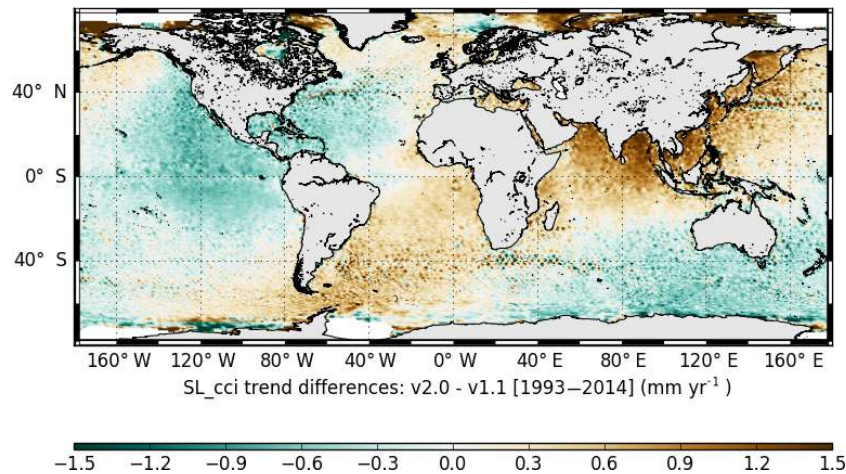 40° N
0° S
40° S
160° W 120° W 80° W 40° W 0° W 40° E 80° E 120° E 160° E
SL_cci trend differences: v2.0 - v1.1 [1993−2014] (mm yr⁻¹ )
−1.5 −1.2 −0.9 −0.6 −0.3 0.0 0.3 0.6 0.9 1.2 1.5